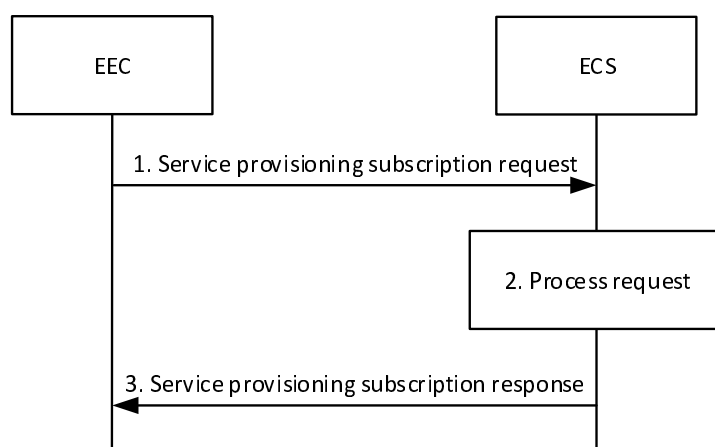 EEC
ECS
1. Service provisioning subscription request
2. Process request
3. Service provisioning subscription response